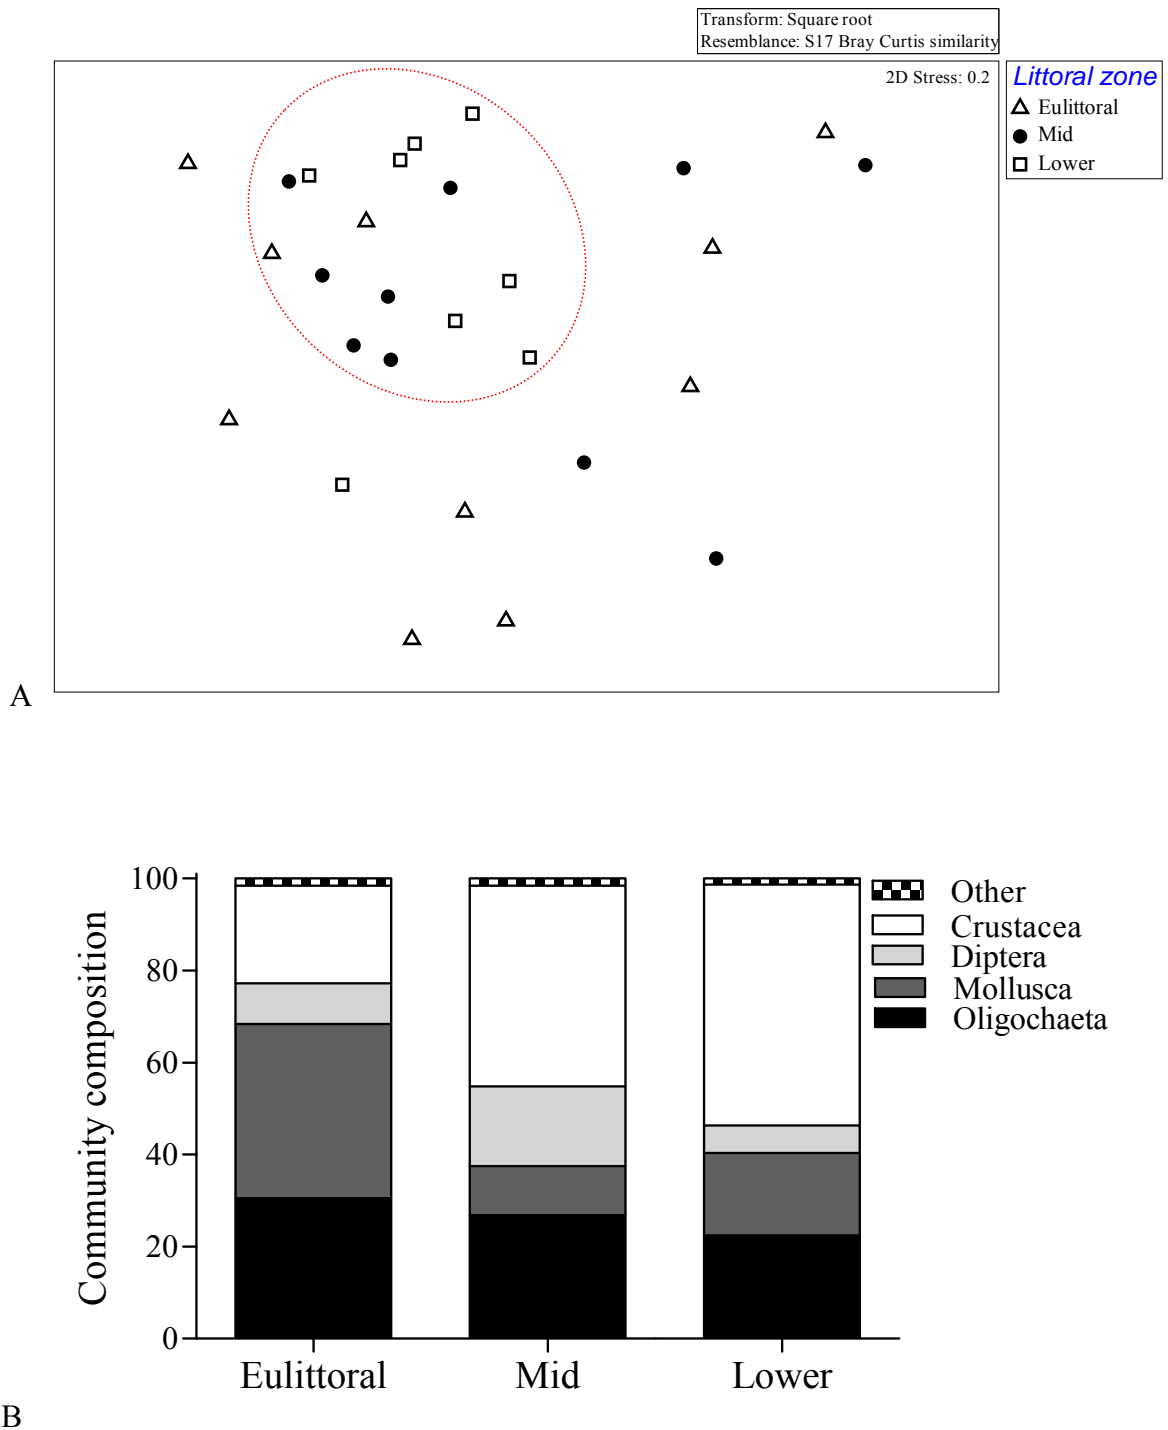 Transform: Square root
Resemblance: S17 Bray Curtis similarity
2D Stress: 0.2
Littoral zone
Eulittoral
Mid
Lower
A
100
80
60
40
20
0
Community composition
Other
Crustacea
Diptera
Mollusca
Oligochaeta
Eulittoral Mid Lower
B